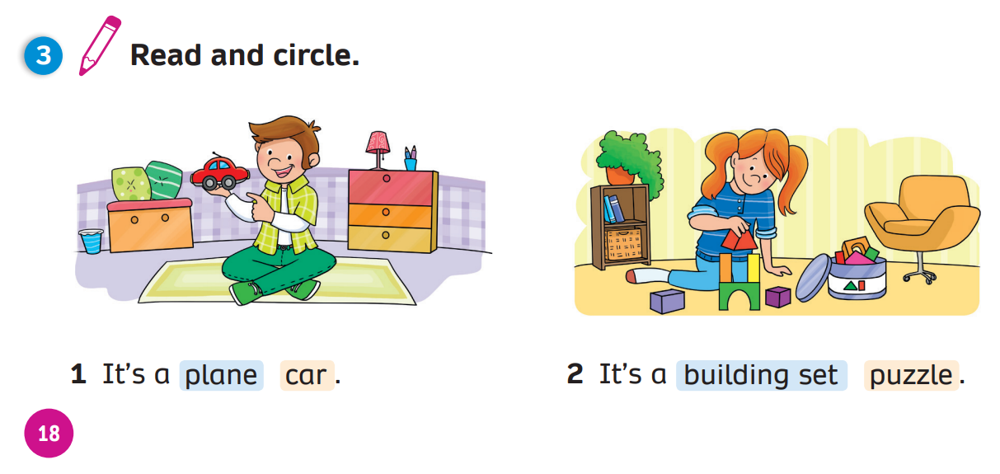 3 Read and circle.
1 It's a plane car.
2 It's a building set puzzle.
18